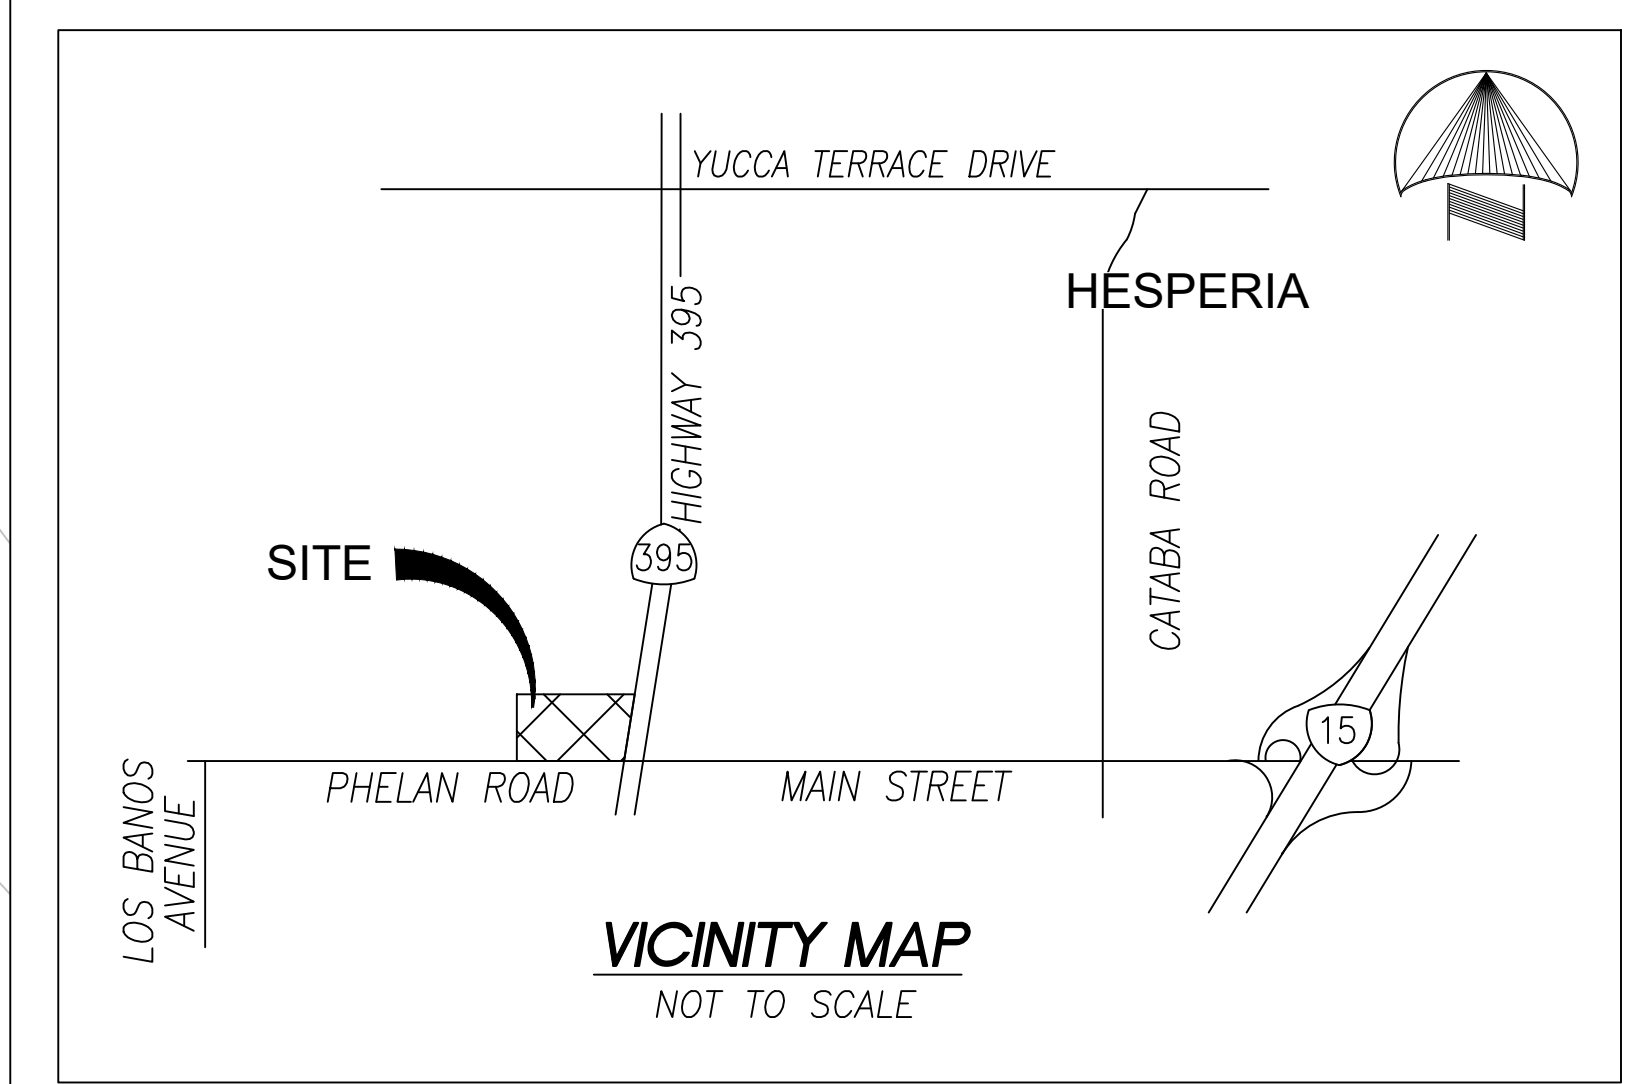 YUCCA TERRACE DRIVE
HESPERIA
HIGHWAY 395
CATABA ROAD
SITE
395
15
PHELAN ROAD
MAIN STREET
LOS BANOS
AVENUE
VICINITY MAP
NOT TO SCALE